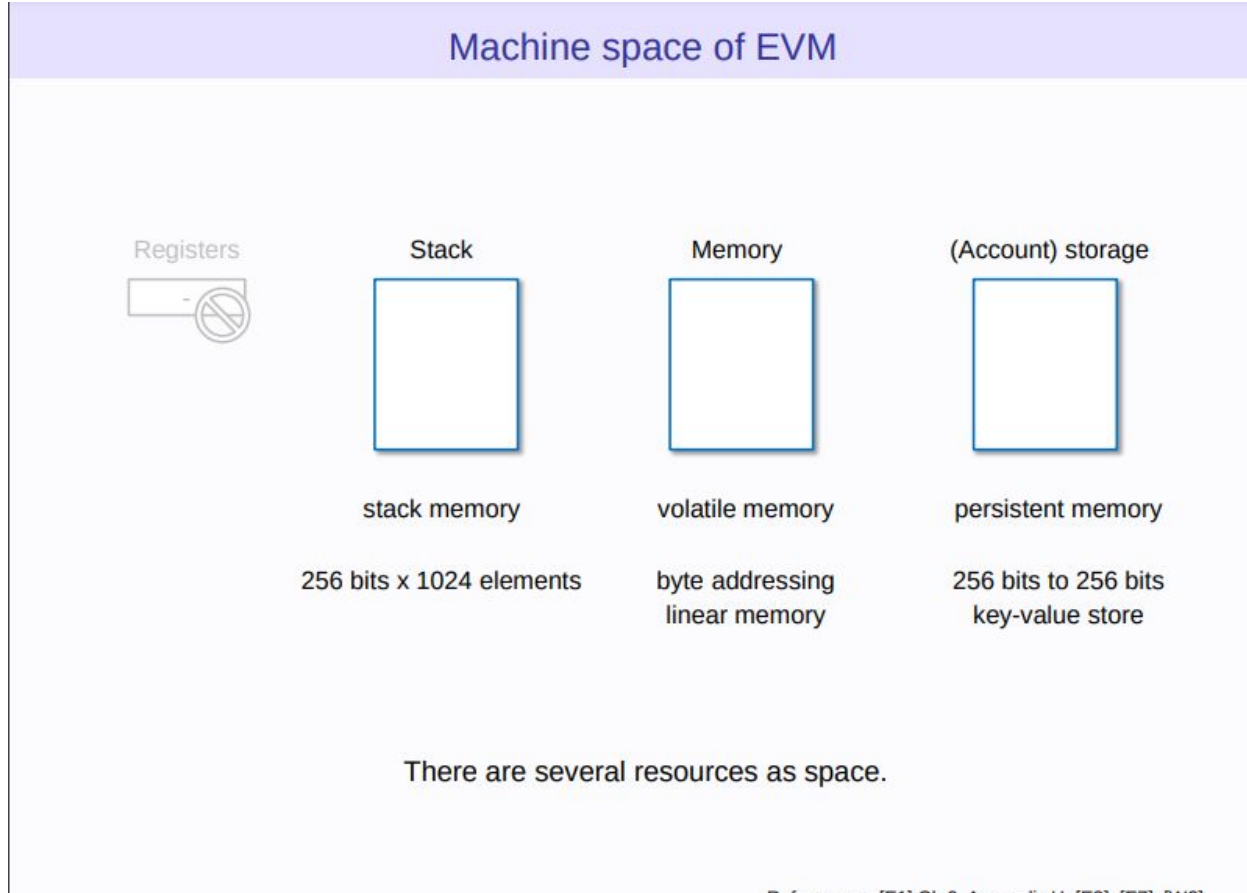 Machine space of EVM
Registers
-
Stack
Memory
(Account) storage
stack memory
volatile memory
persistent memory
256 bits x 1024 elements
byte addressing
linear memory
256 bits to 256 bits
key-value store
There are several resources as space.